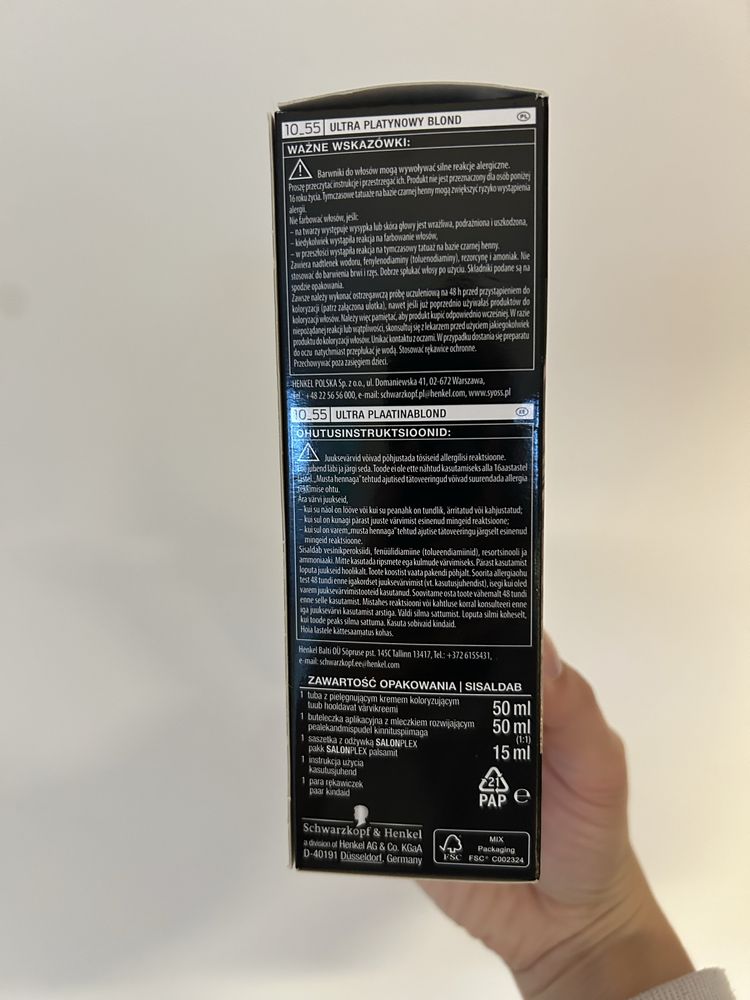 10_55 ULTRA PLATYNOWY BLOND PL
WAŻNE WSKAZÓWKI:
Barwniki do włosów mogą wywoływać silne reakcje alergiczne.
Proszę przeczytać instrukcje i przestrzegać ich. Produkt nie jest przeznaczony dla osób poniżej
16 roku życia. Tymczasowe tatuaże na bazie czarnej henny mogą zwiększyć ryzyko wystąpienia
alergii.
Nie farbować włosów, jeśli:
– na twarzy występuje wysypka lub skóra głowy jest wrażliwa, podrażniona i uszkodzona,
– kiedykolwiek wystąpiła reakcja na farbowanie włosów,
– w przeszłości wystąpiła reakcja na tymczasowy tatuaż na bazie czarnej henny.
Zawiera nadtlenek wodoru, fenylenodiaminy (toluenodiaminy), rezorcynę i amoniak. Nie
stosować do barwienia brwi i rzęs. Dobrze spłukać włosy po użyciu. Składniki podane są na
spodzie opakowania.
Zawsze należy wykonać ostrzegawczą próbę uczuleniową na 48 h przed przystąpieniem do
koloryzacji (patrz załączona ulotka), nawet jeśli już poprzednio używałaś produktów do
koloryzacji włosów. Należy więc pamiętać, aby produkt kupić odpowiednio wcześniej. W razie
niepożądanej reakcji lub wątpliwości, skonsultuj się z lekarzem przed użyciem jakiegokolwiek
produktu do koloryzacji włosów. Unikać kontaktu z oczami. W przypadku dostania się preparatu
do oczu natychmiast przepłukać je wodą. Stosować rękawice ochronne.
Przechowywać poza zasięgiem dzieci.
HENKEL POLSKA Sp. z o.o., ul. Domaniewska 41, 02-672 Warszawa,
Tel.: +48 22 56 56 000, e-mail: schwarzkopf.pl@henkel.com, www.syoss.pl
10_55 ULTRA PLAATINABLOND EE
OHUTUSINSTRUKTSIOONID:
Juuksevärvid võivad põhjustada tõsiseid allergilisi reaktsioone.
Loe juhend läbi ja järgi seda. Toode ei ole ette nähtud kasutamiseks alla 16aastastel
lastel. „Musta hennaga" tehtud ajutised tätoveeringud võivad suurendada allergia
tekkimise ohtu.
Ära värvi juukseid,
– kui su näol on lööve või kui su peanahk on tundlik, ärritatud või kahjustatud;
– kui sul on kunagi pärast juuste värvimist esinenud mingeid reaktsioone;
– kui sul on varem „musta hennaga" tehtud ajutise tätoveeringu järgselt esinenud
mingeid reaktsioone.
Sisaldab vesinikperoksiidi, fenüülidiamiine (tolueendiamiinid), resortsinooli ja
ammoniaaki. Mitte kasutada ripsmete ega kulmude värvimiseks. Pärast kasutamist
loputa juukseid hoolikalt. Toote koostist vaata pakendi põhjalt. Soorita allergiaohu
test 48 tundi enne igakordset juuksevärvimist (vt. kasutusjuhendist), isegi kui oled
varem juuksevärvimistooteid kasutanud. Soovitame osta toote vähemalt 48 tundi
enne selle kasutamist. Mistahes reaktsiooni või kahtluse korral konsulteeri enne
iga juuksevärvi kasutamist arstiga. Väldi silma sattumist. Loputa silmi koheselt,
kui toode peaks silma sattuma. Kasuta sobivaid kindaid.
Hoia lastele kättesaamatus kohas.
Henkel Balti OÜ Sõpruse pst. 145C Tallinn 13417, Tel.: +372 6155431,
e-mail: schwarzkopf.ee@henkel.com
ZAWARTOŚĆ OPAKOWANIA | SISALDAB
1 tuba z pielęgnującym kremem koloryzującym
tuub hooldavat värvikreemi 50 ml
1 buteleczka aplikacyjna z mleczkiem rozwijającym
pealekandmispudel kinnituspiimaga 50 ml
(1:1)
1 saszetka z odżywką SALONPLEX
pakk SALONPLEX palsamit 15 ml
1 instrukcja użycia
kasutusjuhend
1 para rękawiczek
paar kindaid
21
PAP e
Schwarzkopf & Henkel
a division of Henkel AG & Co. KGaA
D-40191 Düsseldorf, Germany
FSC
MIX
Packaging
FSC® C002324